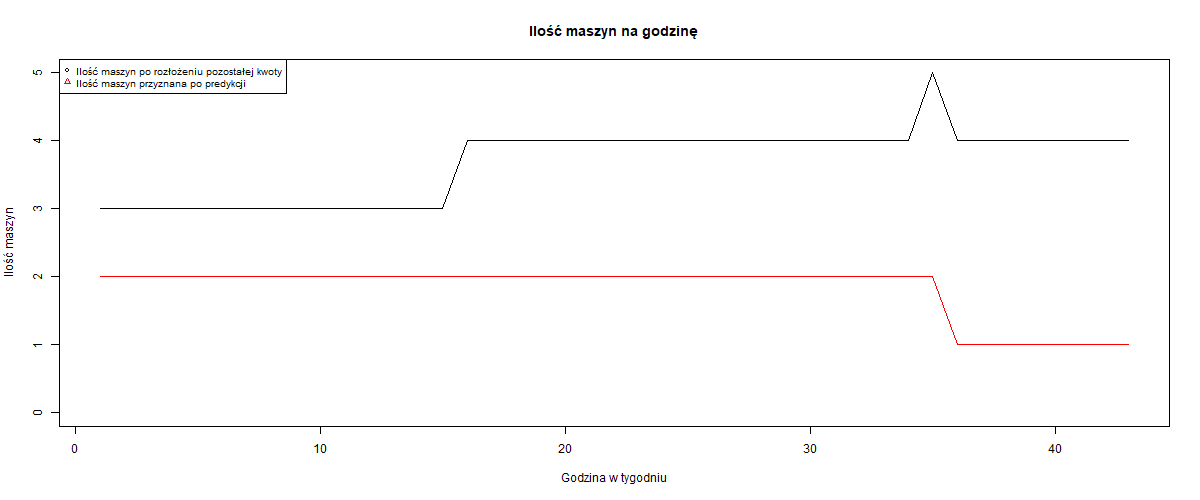 Ilość maszyn na godzinę
Ilość maszyn po rozłożeniu pozostałej kwoty
Ilość maszyn przyznana po predykcji
Ilość maszyn
5
4
3
2
1
0
0 10 20 30 40
Godzina w tygodniu